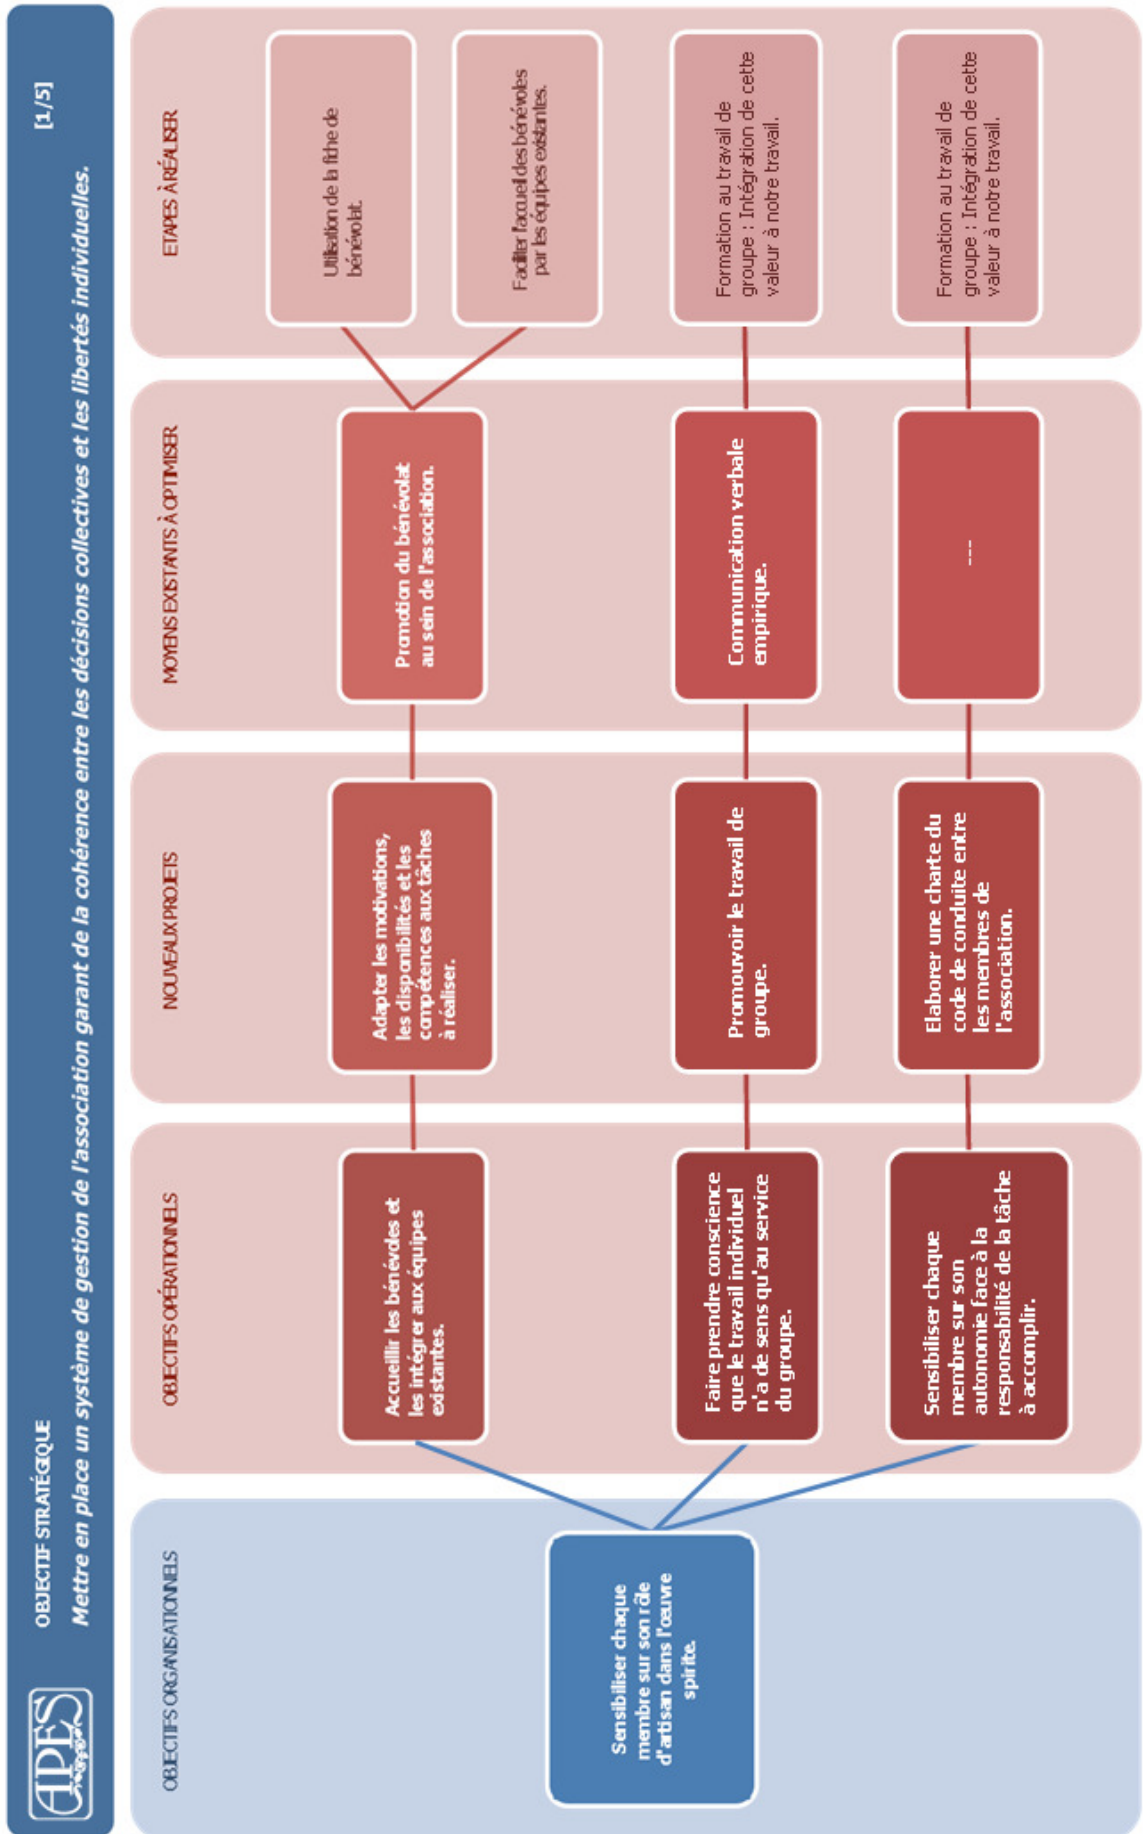 APES
OBJECTIF STRATÉGIQUE
[1/5]
Mettre en place un système de gestion de l'association garant de la cohérence entre les décisions collectives et les libertés individuelles.
OBJECTIFS ORGANISATIONNELS
OBJECTIFS OPÉRATIONNELS
NOUVEAUX PROJETS
MOYENS EXISTANTS À OPTIMISER
ETAPES À RÉALISER
Sensibiliser chaque
membre sur son rôle
d'artisan dans l'œuvre
spirite.
Accueillir les bénévoles et
les intégrer aux équipes
existantes.
Adapter les motivations,
les disponibilités et les
compétences aux tâches
à réaliser.
Promotion du bénévolat
au sein de l'association.
Utilisation de la fiche de
bénévolat.
Faciliter l'accueil des bénévoles
par les équipes existantes.
Faire prendre conscience
que le travail individuel
n'a de sens qu'au service
du groupe.
Promouvoir le travail de
groupe.
Communication verbale
empirique.
Formation au travail de
groupe : Intégration de cette
valeur à notre travail.
Sensibiliser chaque
membre sur son
autonomie face à la
responsabilité de la tâche
à accomplir.
Elaborer une charte du
code de conduite entre
les membres de
l'association.
---
Formation au travail de
groupe : Intégration de cette
valeur à notre travail.